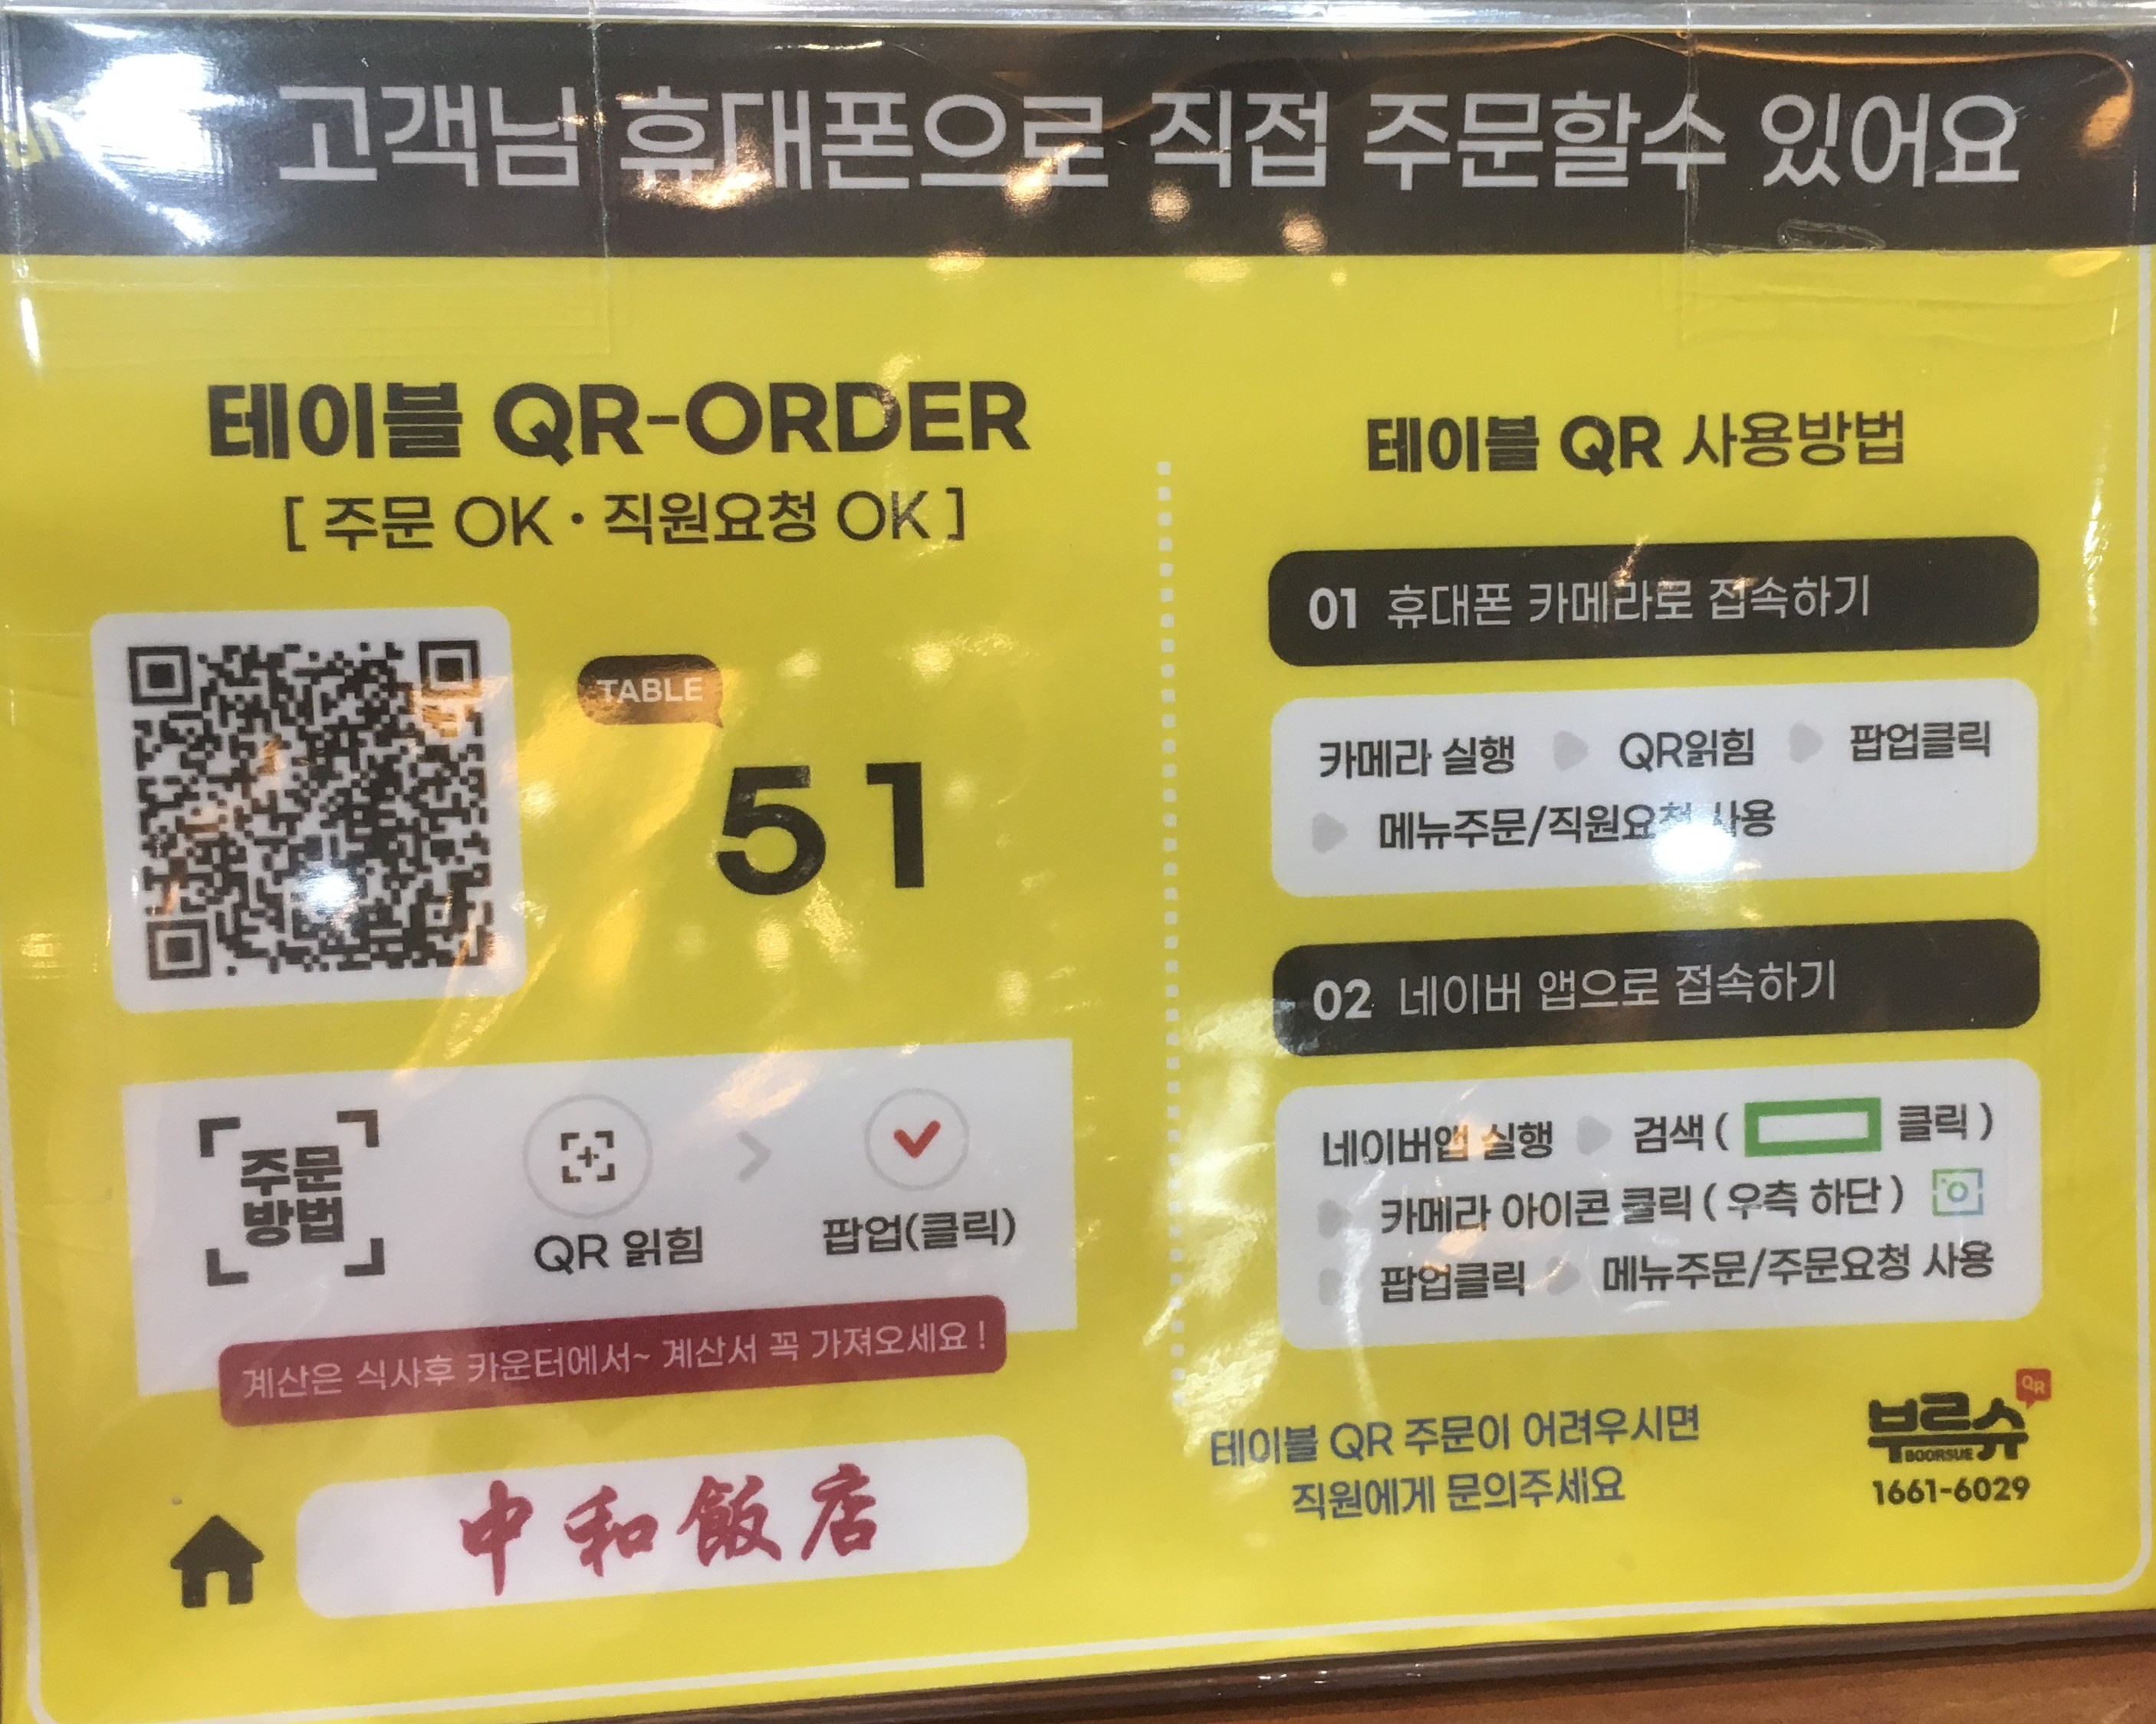 고객님 휴대폰으로 직접 주문할수 있어요
테이블 QR-ORDER
[ 주문 OK · 직원요청 OK ]
TABLE
51
주문
방법
QR 읽힘
팝업(클릭)
계산은 식사후 카운터에서~ 계산서 꼭 가져오세요 !
中和飯店
테이블 QR 사용방법
01 휴대폰 카메라로 접속하기
카메라 실행 QR읽힘 팝업클릭
메뉴주문/직원요청 사용
02 네이버 앱으로 접속하기
네이버앱 실행 검색 ( 클릭 )
카메라 아이콘 클릭 ( 우측 하단 )
팝업클릭 메뉴주문/주문요청 사용
테이블 QR 주문이 어려우시면
직원에게 문의주세요
QR
부르슈
BOORSUE
1661-6029